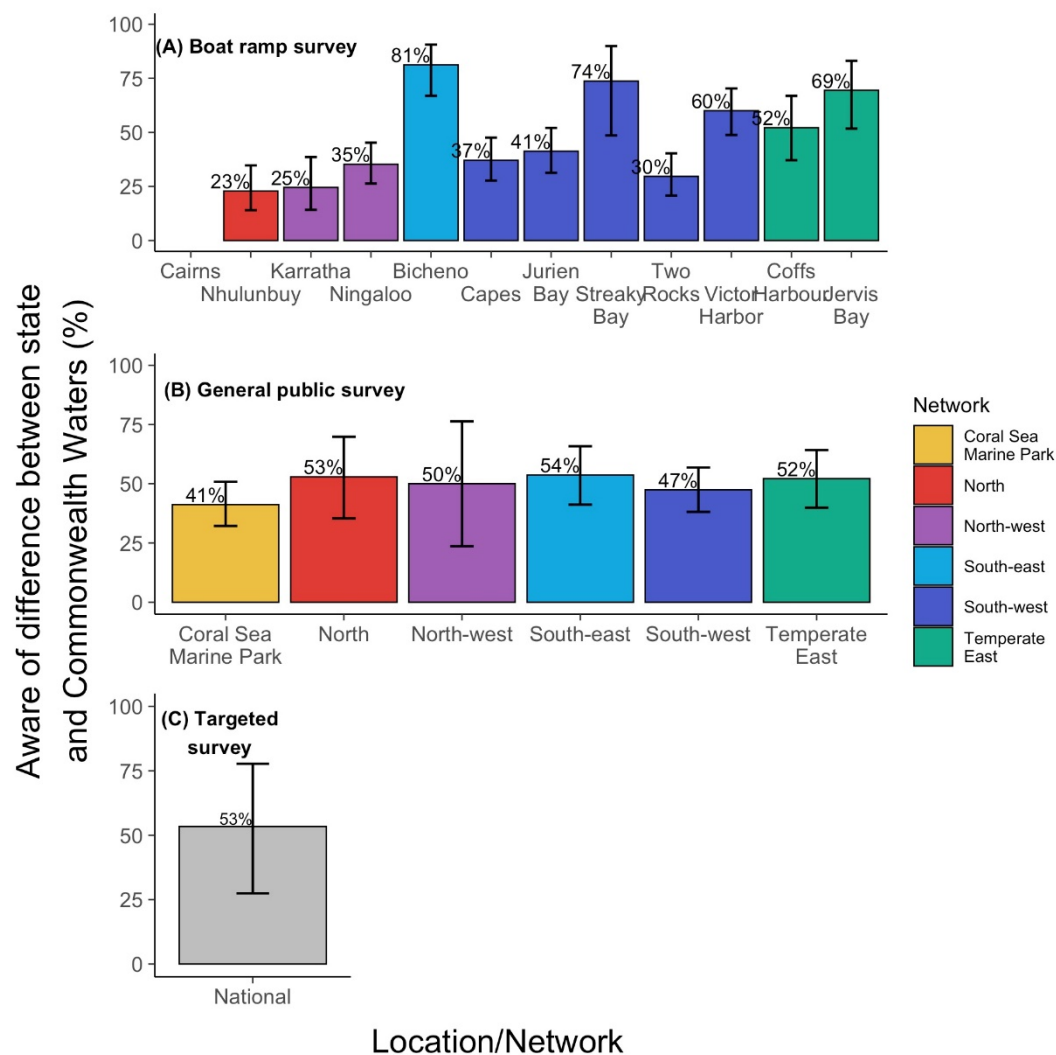 Aware of difference between state
and Commonwealth Waters (%)
(A) Boat ramp survey
100
75
50
25
0
23%
25%
35%
81%
37%
41%
74%
30%
60%
52%
69%
Cairns
Nhulunbuy
Karratha
Ningaloo
Bicheno
Capes
Jurien
Bay
Streaky
Bay
Two
Rocks
Victor
Harbor
Coffs
Harbour
Jervis
Bay
(B) General public survey
100
75
50
25
0
41%
53%
50%
54%
47%
52%
Coral Sea
Marine Park
North
North-west
South-east
South-west
Temperate
East
Network
Coral Sea
Marine Park
North
North-west
South-east
South-west
Temperate
East
(C) Targeted
survey
100
75
50
25
0
53%
National
Location/Network